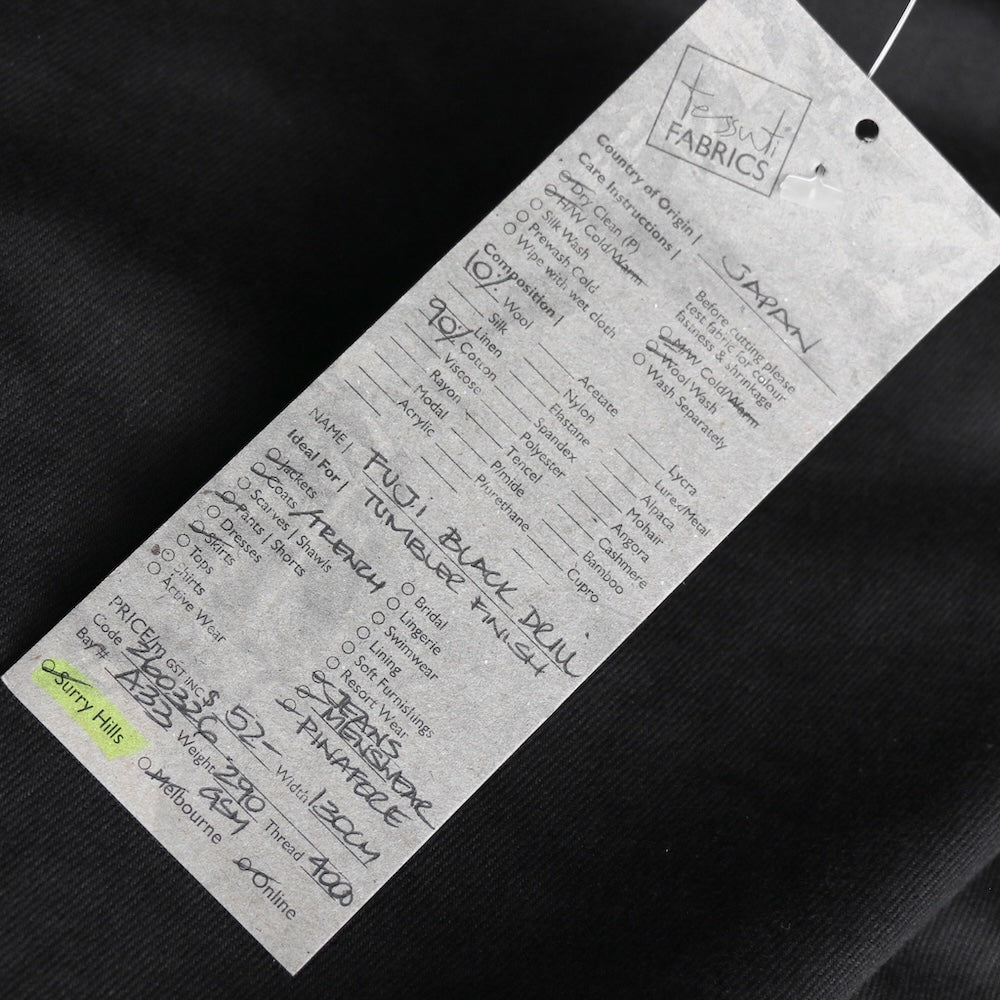 tessuti
FABRICS
Country of Origin | JAPAN
Care Instructions |
Before cutting please
test fabric for colour
fastness & shrinkage
Dry Clean (P)
H/W Cold/Warm
Silk Wash
Prewash Cold
Wipe with wet cloth
M/W Cold/Warm
Wool Wash
Wash Separately
Composition |
10% Wool
Silk
Linen
90% Cotton
Viscose
Rayon
Modal
Acrylic
Acetate
Nylon
Elastane
Spandex
Polyester
Tencel
P/mide
P/urethane
Lycra
Lurex/Metal
Alpaca
Mohair
Angora
Cashmere
Bamboo
Cupro
NAME | FUJI BLACK DRILL
TUMBLER FINISH
Ideal For |
Jackets
Coats /TRENCH
Scarves | Shawls
Pants | Shorts
Dresses
Skirts
Tops
Shirts
Active Wear
Bridal
Lingerie
Swimwear
Lining
Soft Furnishings
Resort Wear
JEANS
MENSWEAR
PINAFORE
PRICE/m GST INC $ 52-
Width 130CM
Code 260326
Weight 290
GSM
Thread 4000
Bay# A33
Surry Hills
Melbourne
Online